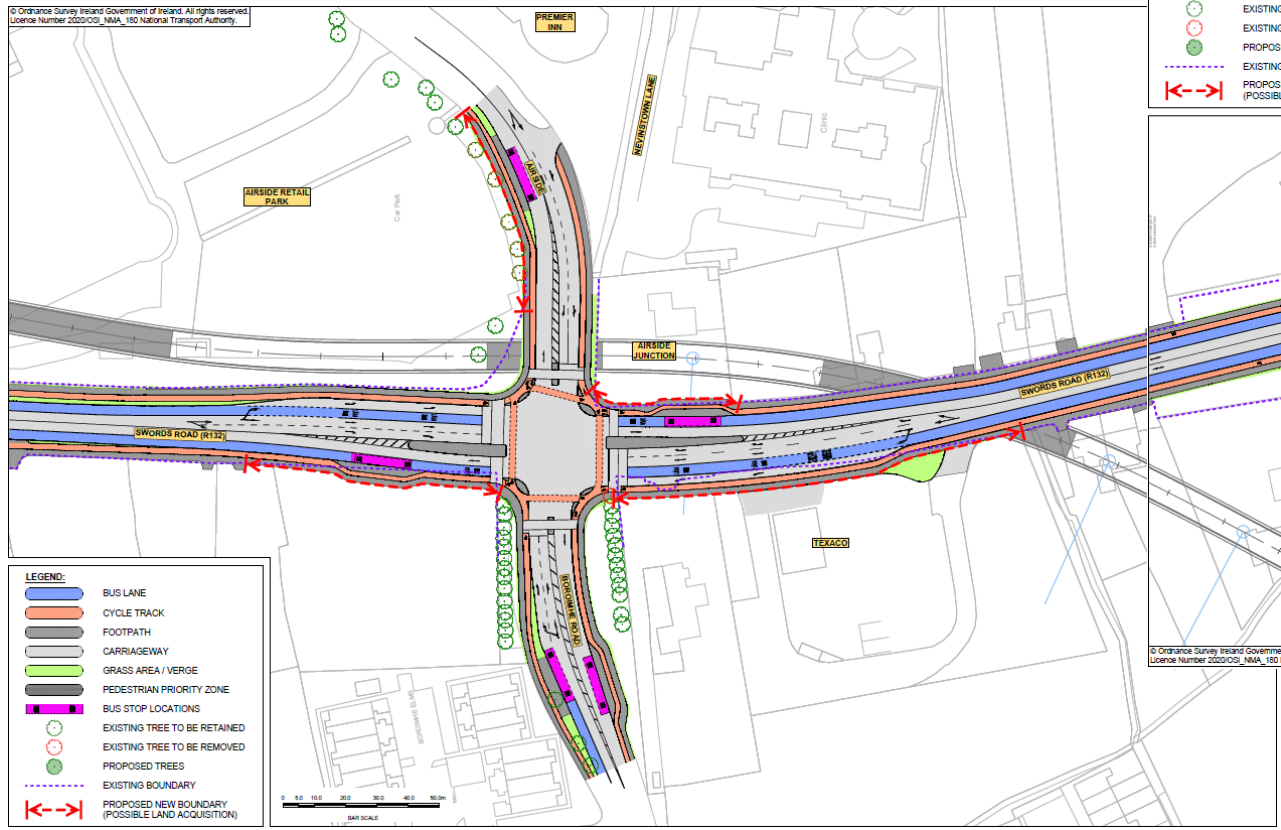 © Ordnance Survey Ireland Government of Ireland. All rights reserved.
Licence Number 2020/OSI_NMA_180 National Transport Authority.
PREMIER
INN
EXISTING
EXISTING
PROPOS
EXISTING
PROPOS
(POSSIBL
NEVINSTOWN LANE
Clinic
AIRSIDE
AIRSIDE RETAIL
PARK
Car Park
AIRSIDE
JUNCTION
SWORDS ROAD (R132)
SWORDS ROAD (R132)
TEXACO
BOROIMHE ROAD
BOROIMHE ELMS
LEGEND:
BUS LANE
CYCLE TRACK
FOOTPATH
CARRIAGEWAY
GRASS AREA / VERGE
PEDESTRIAN PRIORITY ZONE
BUS STOP LOCATIONS
EXISTING TREE TO BE RETAINED
EXISTING TREE TO BE REMOVED
PROPOSED TREES
EXISTING BOUNDARY
PROPOSED NEW BOUNDARY
(POSSIBLE LAND ACQUISITION)
0 5.0 10.0 20.0 30.0 40.0 50.0m
BAR SCALE
© Ordnance Survey Ireland Governme
Licence Number 2020/OSI_NMA_180